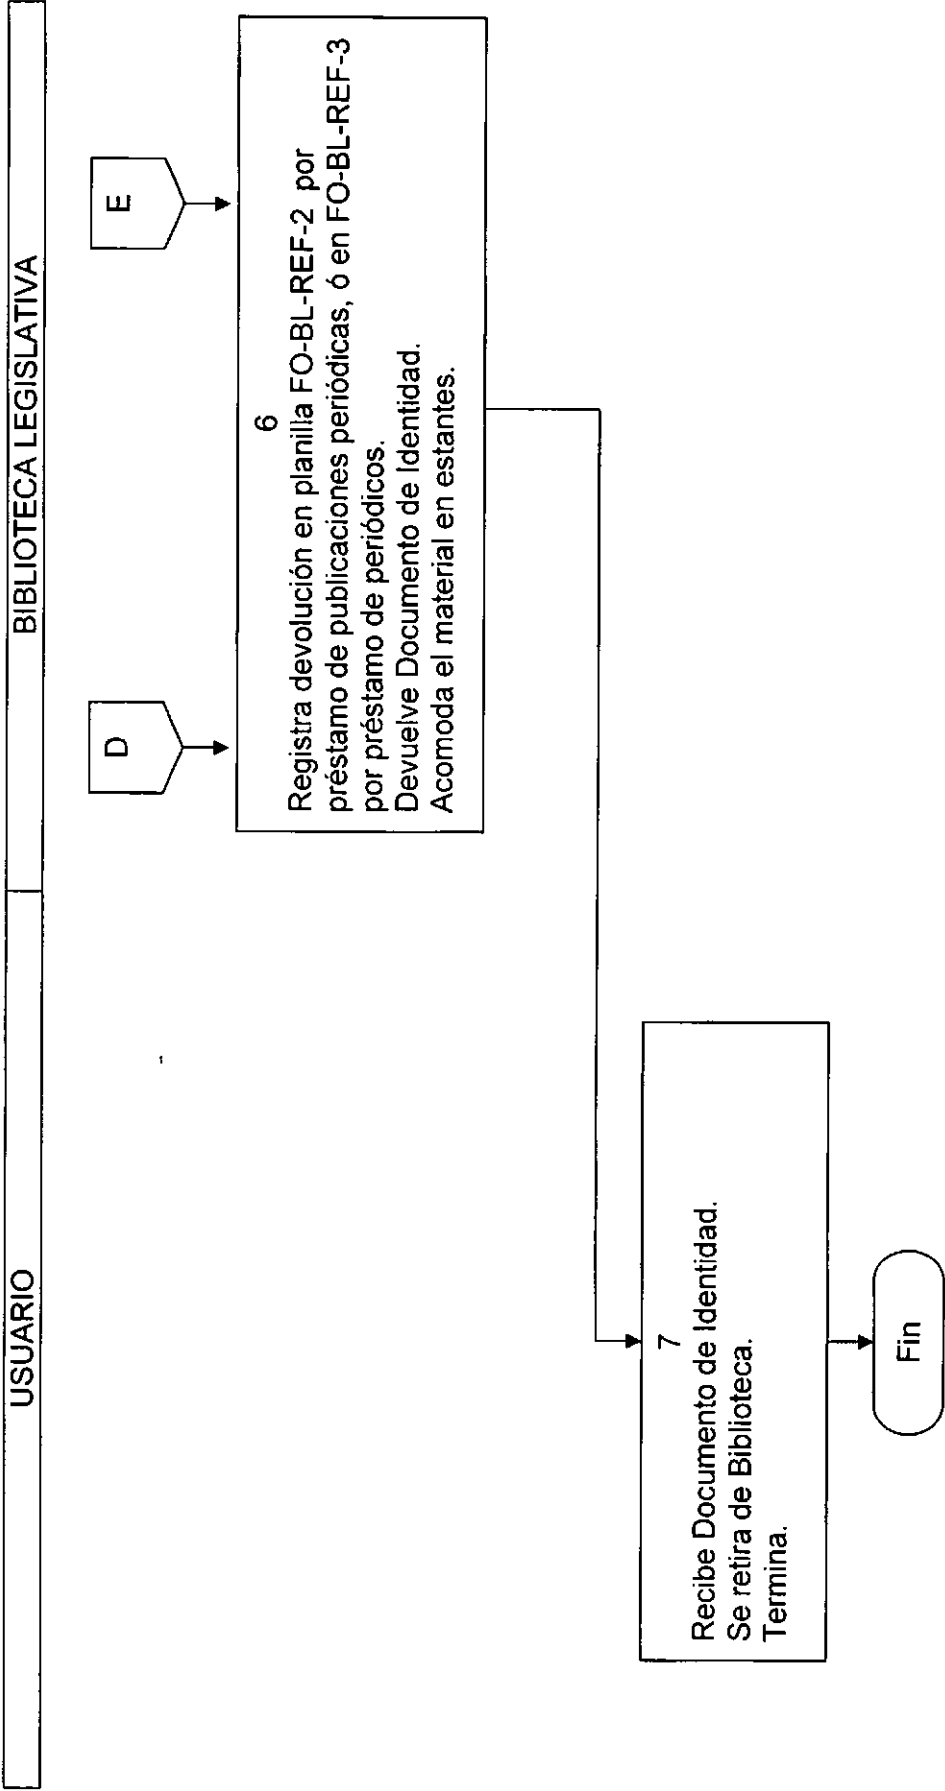 USUARIO
BIBLIOTECA LEGISLATIVA
D
E
6
Registra devolución en planilla FO-BL-REF-2 por
préstamo de publicaciones periódicas, ó en FO-BL-REF-3
por préstamo de periódicos.
Devuelve Documento de Identidad.
Acomoda el material en estantes.
7
Recibe Documento de Identidad.
Se retira de Biblioteca.
Termina.
Fin